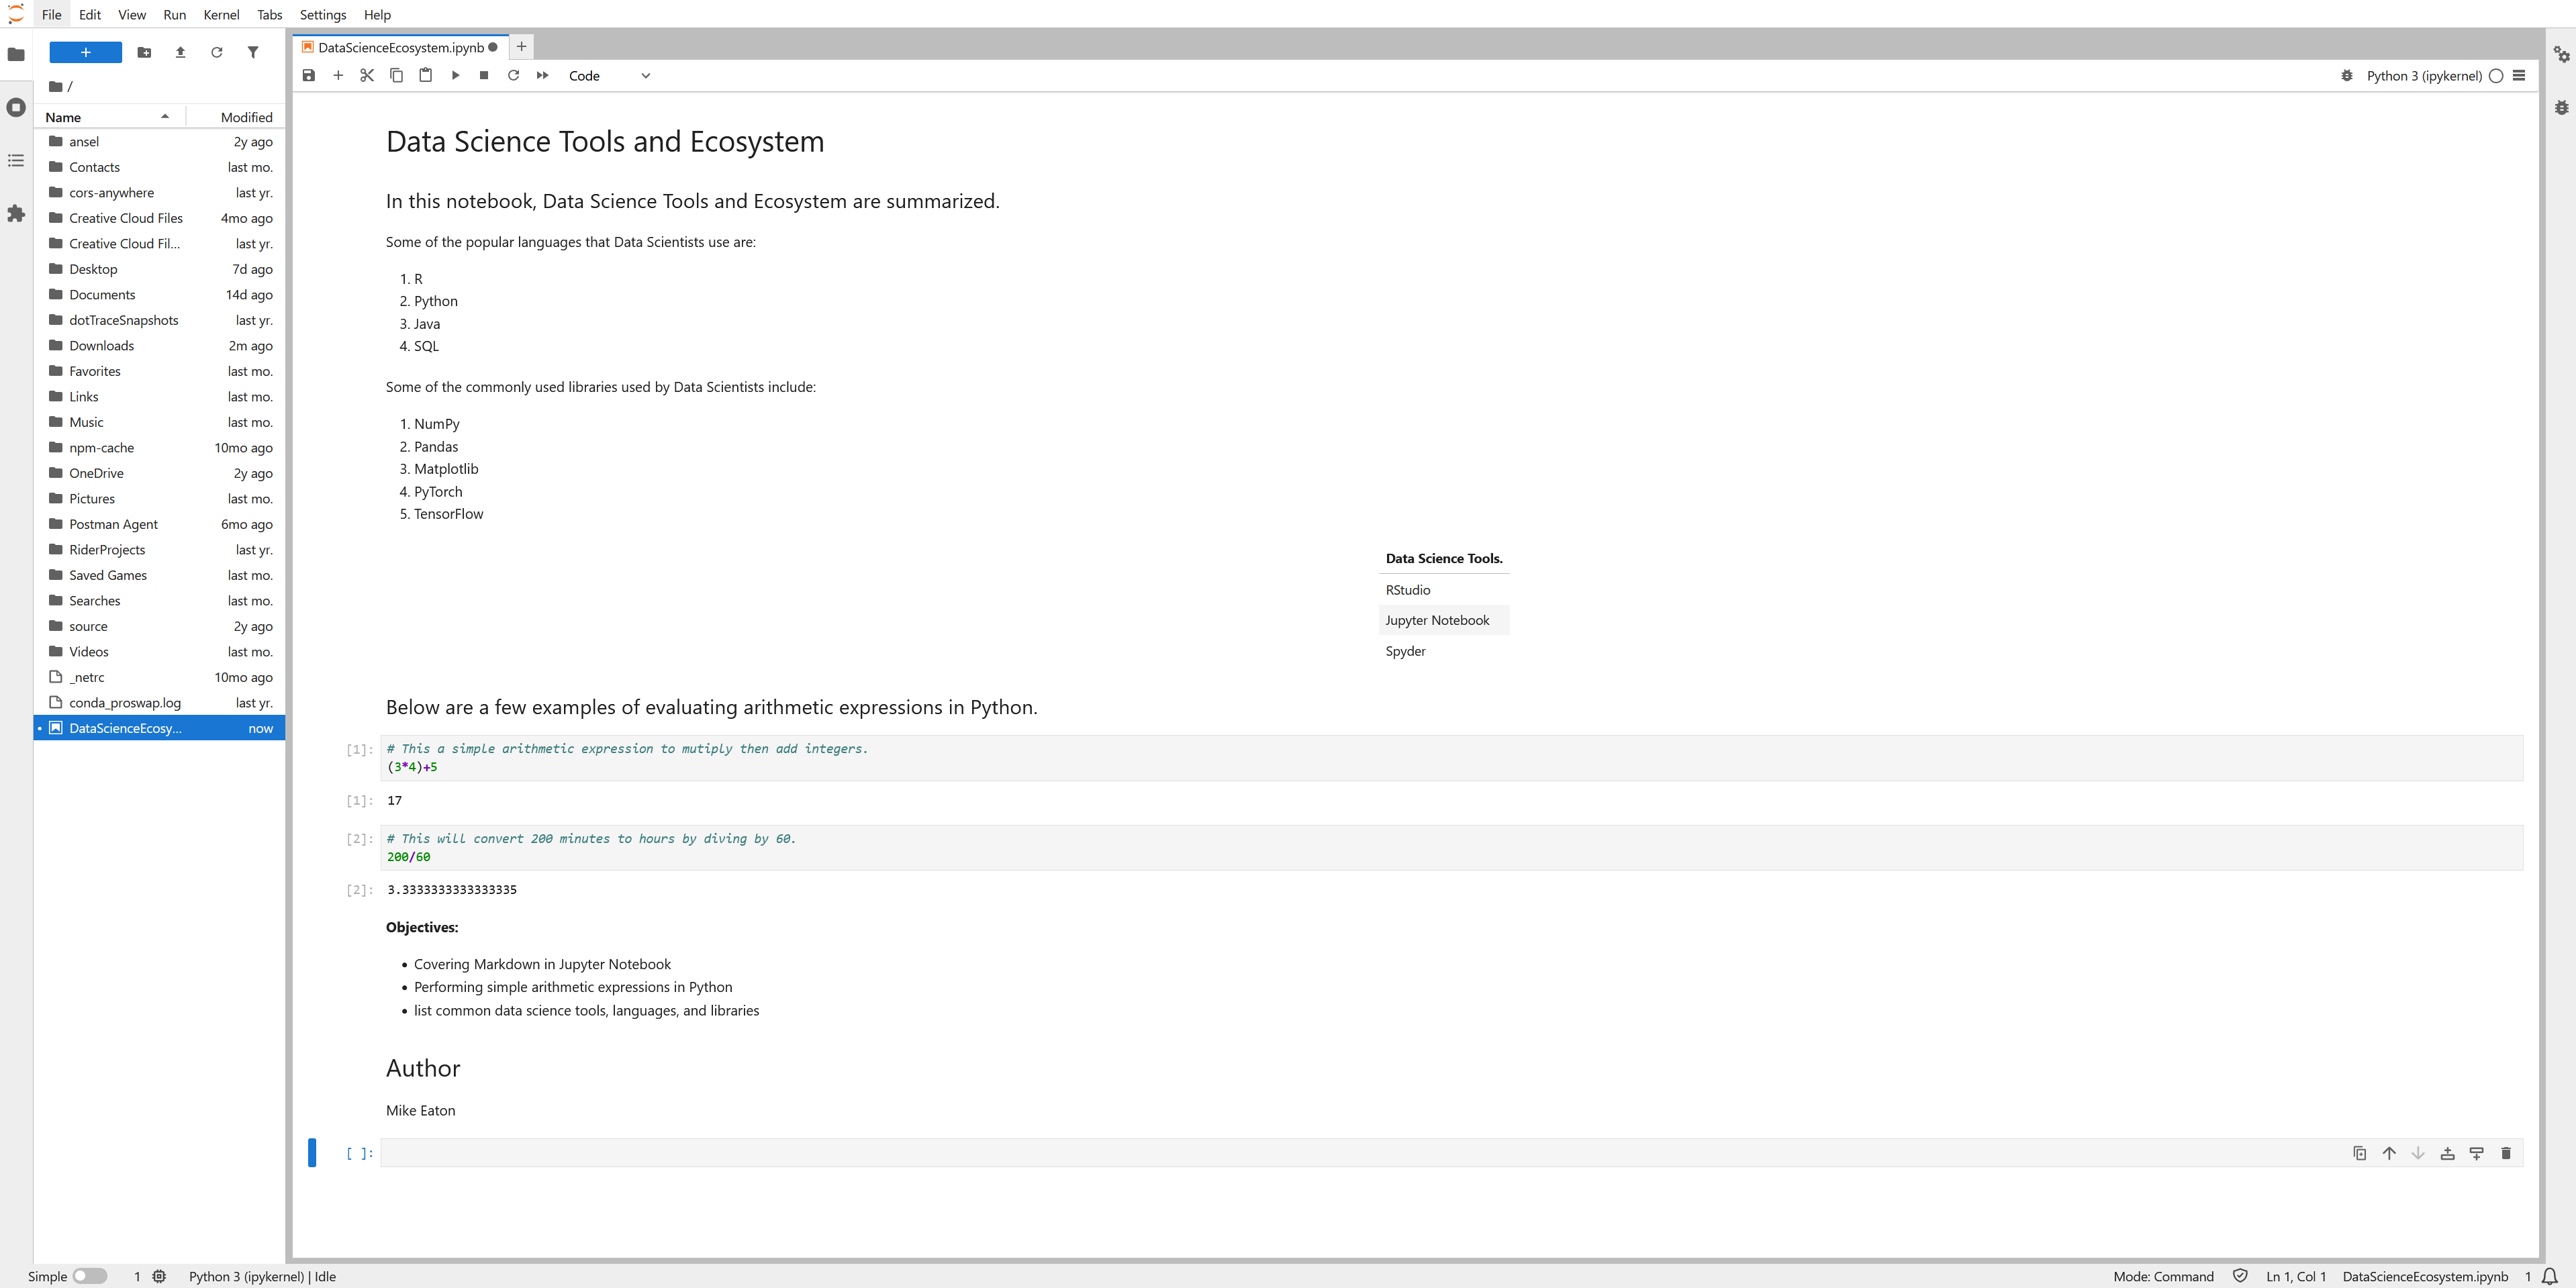 File Edit View Run Kernel Tabs Settings Help
+
/
Name Modified
ansel 2y ago
Contacts last mo.
cors-anywhere last yr.
Creative Cloud Files 4mo ago
Creative Cloud Fil... last yr.
Desktop 7d ago
Documents 14d ago
dotTraceSnapshots last yr.
Downloads 2m ago
Favorites last mo.
Links last mo.
Music last mo.
npm-cache 10mo ago
OneDrive 2y ago
Pictures last mo.
Postman Agent 6mo ago
RiderProjects last yr.
Saved Games last mo.
Searches last mo.
source 2y ago
Videos last mo.
_netrc 10mo ago
conda_proswap.log last yr.
DataScienceEcosy... now
DataScienceEcosystem.ipynb
Code
Python 3 (ipykernel)
Data Science Tools and Ecosystem
In this notebook, Data Science Tools and Ecosystem are summarized.
Some of the popular languages that Data Scientists use are:
1. R
2. Python
3. Java
4. SQL
Some of the commonly used libraries used by Data Scientists include:
1. NumPy
2. Pandas
3. Matplotlib
4. PyTorch
5. TensorFlow
Data Science Tools.
RStudio
Jupyter Notebook
Spyder
Below are a few examples of evaluating arithmetic expressions in Python.
[1]: # This a simple arithmetic expression to mutiply then add integers.
(3*4)+5
[1]: 17
[2]: # This will convert 200 minutes to hours by diving by 60.
200/60
[2]: 3.3333333333333335
Objectives:
• Covering Markdown in Jupyter Notebook
• Performing simple arithmetic expressions in Python
• list common data science tools, languages, and libraries
Author
Mike Eaton
[ ]:
Simple 1 Python 3 (ipykernel) | Idle Mode: Command Ln 1, Col 1 DataScienceEcosystem.ipynb 1